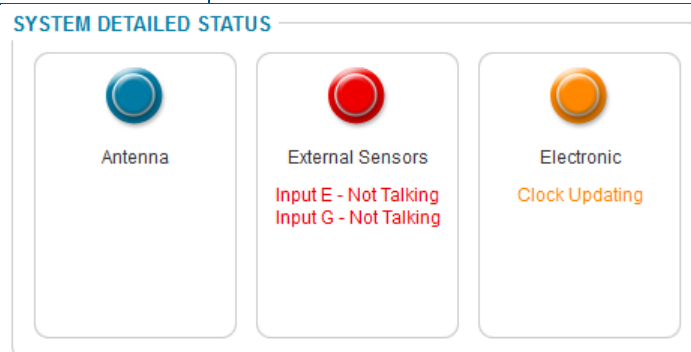 SYSTEM DETAILED STATUS
Antenna
External Sensors
Input E - Not Talking
Input G - Not Talking
Electronic
Clock Updating